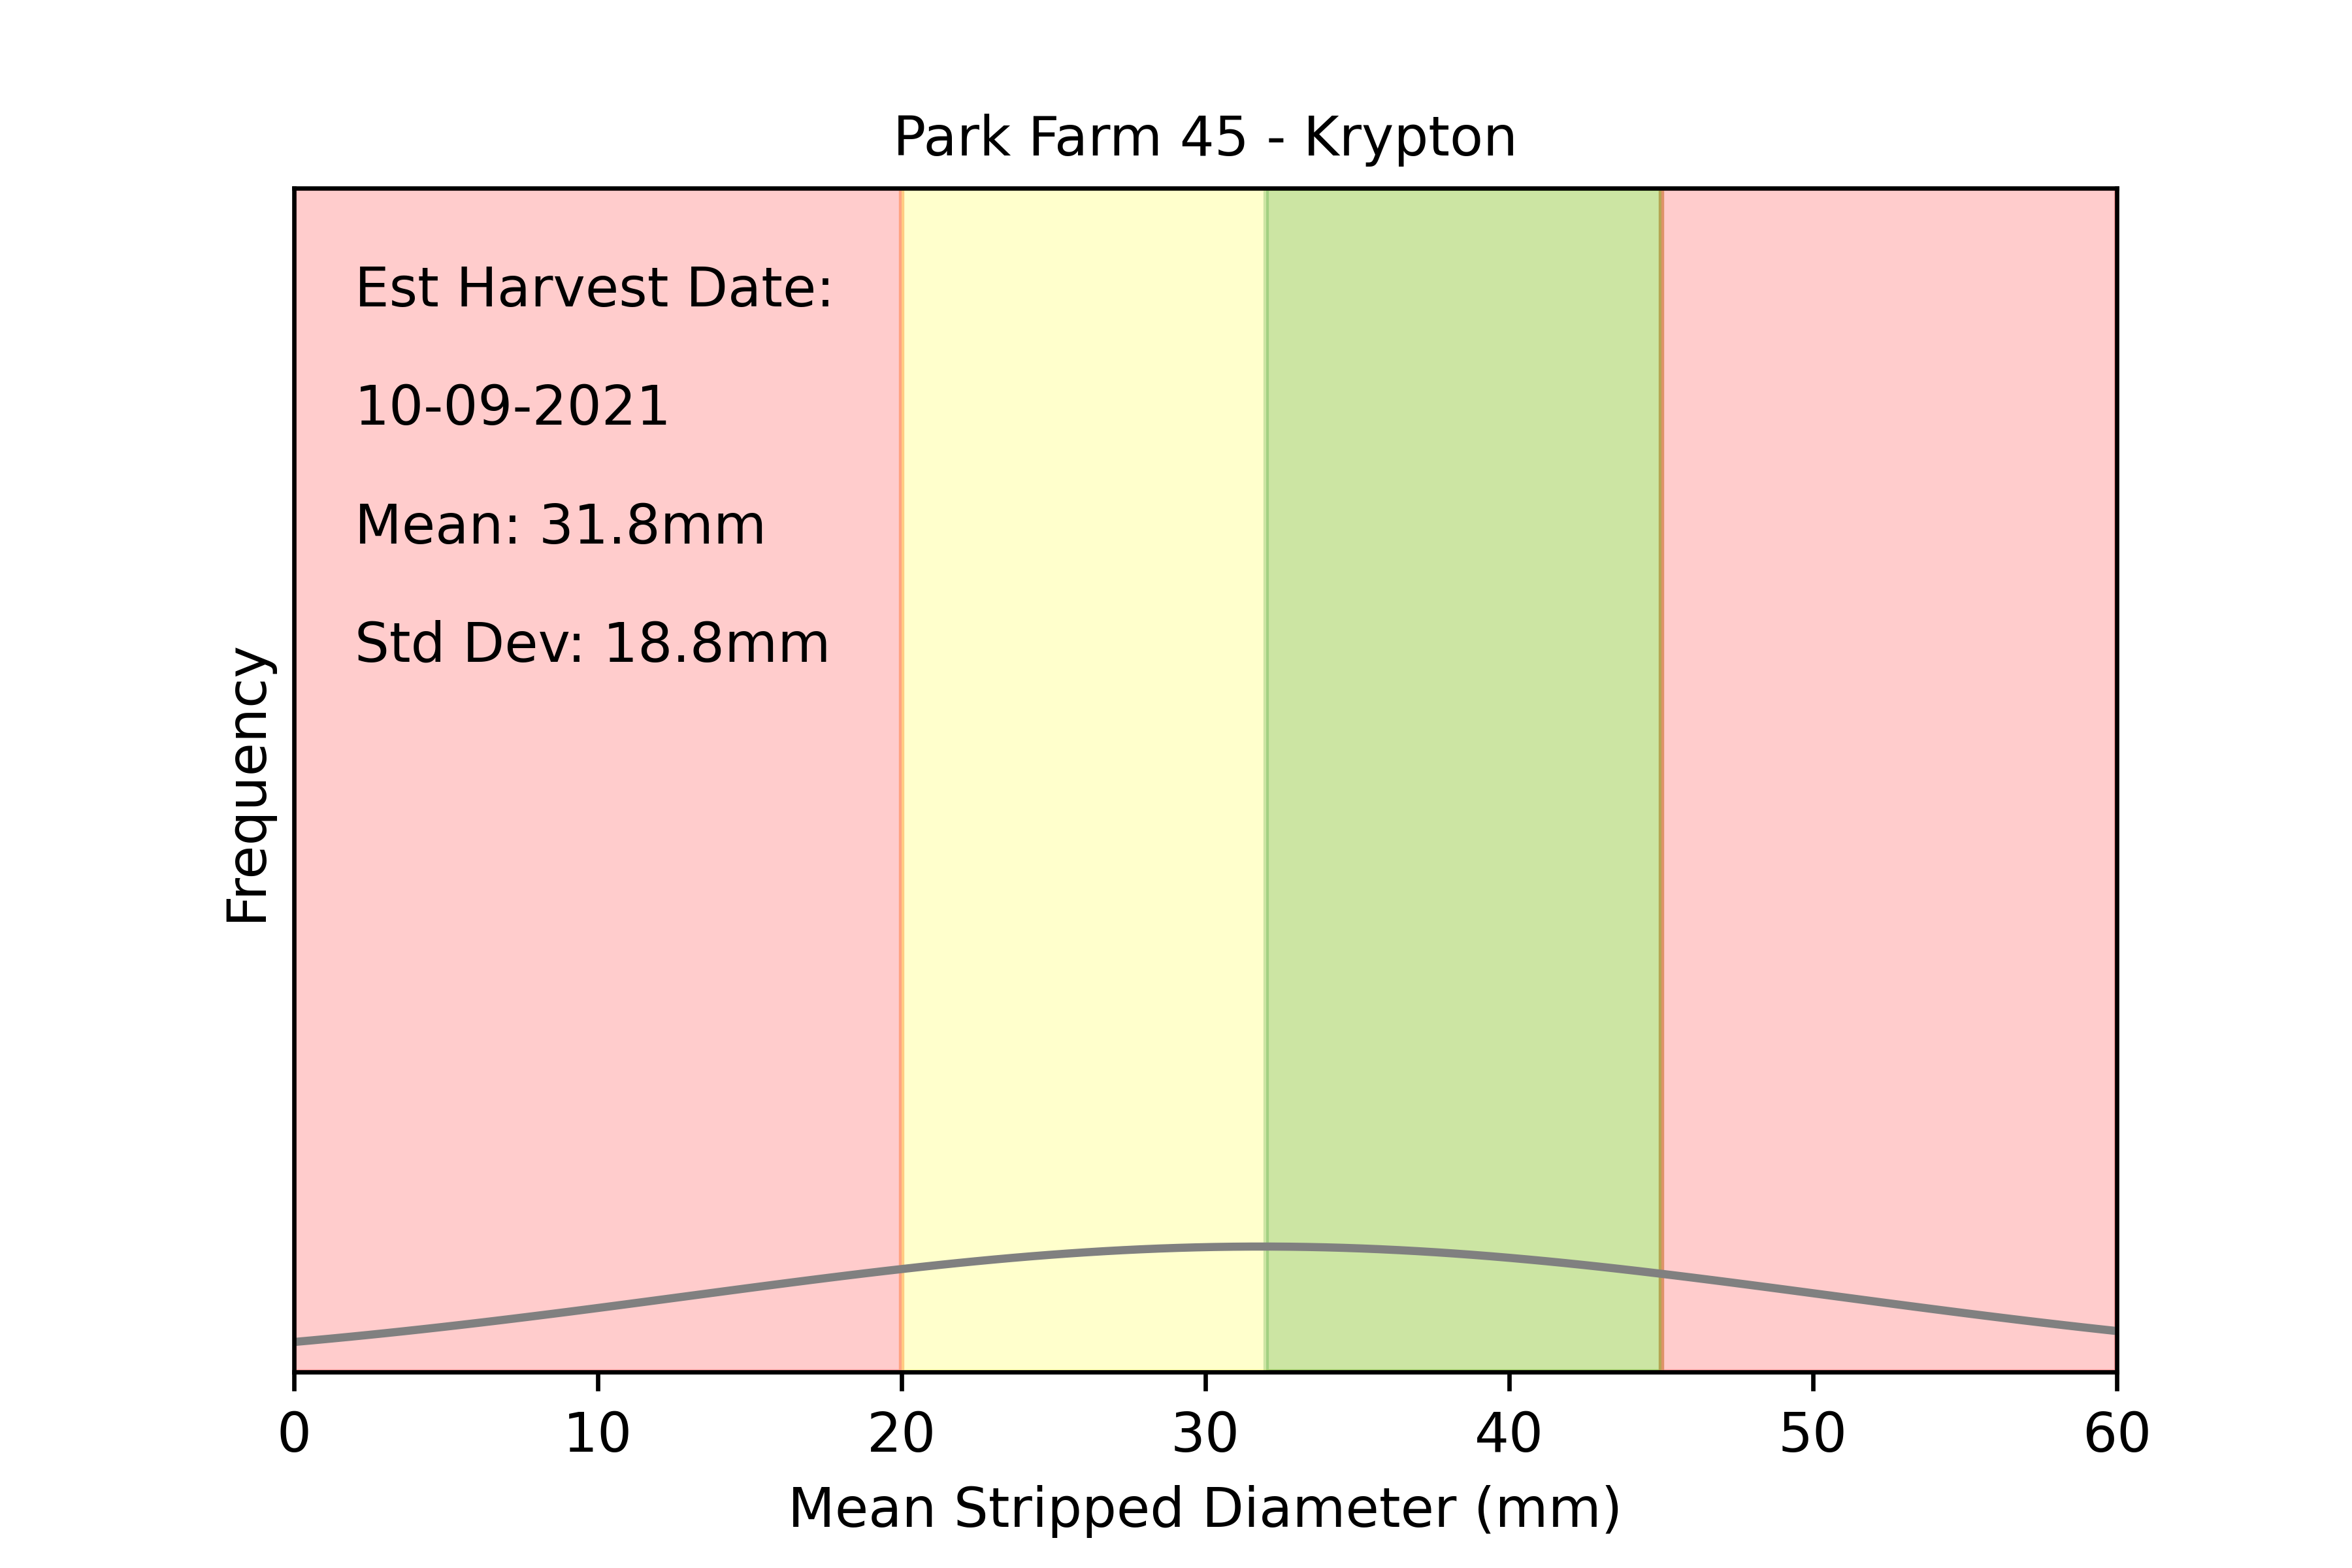 Park Farm 45 - Krypton
Est Harvest Date:
10-09-2021
Mean: 31.8mm
Std Dev: 18.8mm
Frequency
0 10 20 30 40 50 60
Mean Stripped Diameter (mm)